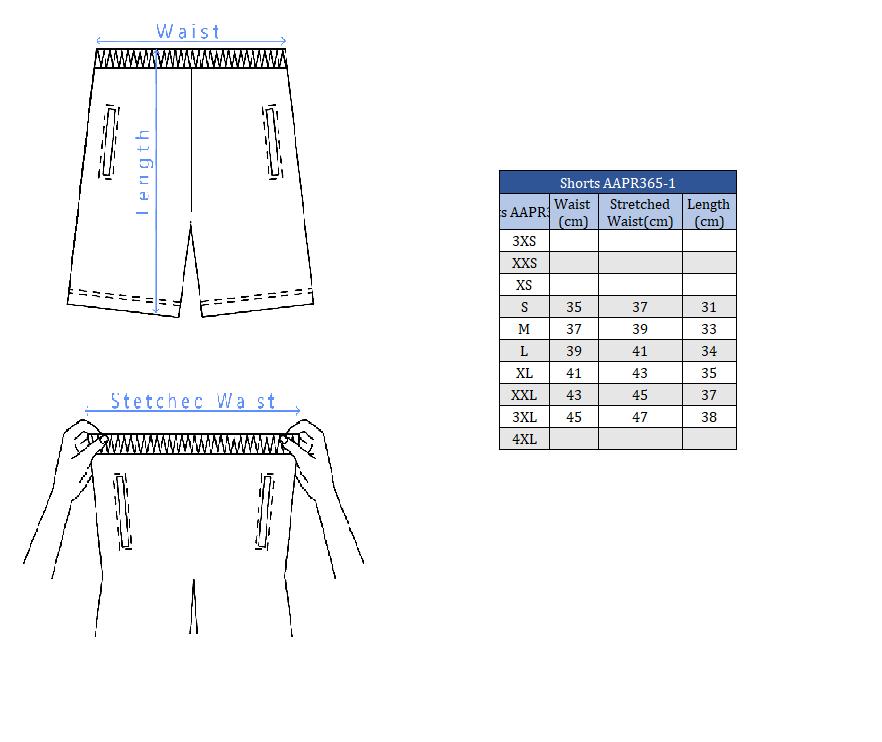 Waist
Length
Stetchec Wa st
Shorts AAPR365-1
s AAPR3 Waist (cm) Stretched Waist(cm) Length (cm)
3XS
XXS
XS
S 35 37 31
M 37 39 33
L 39 41 34
XL 41 43 35
XXL 43 45 37
3XL 45 47 38
4XL